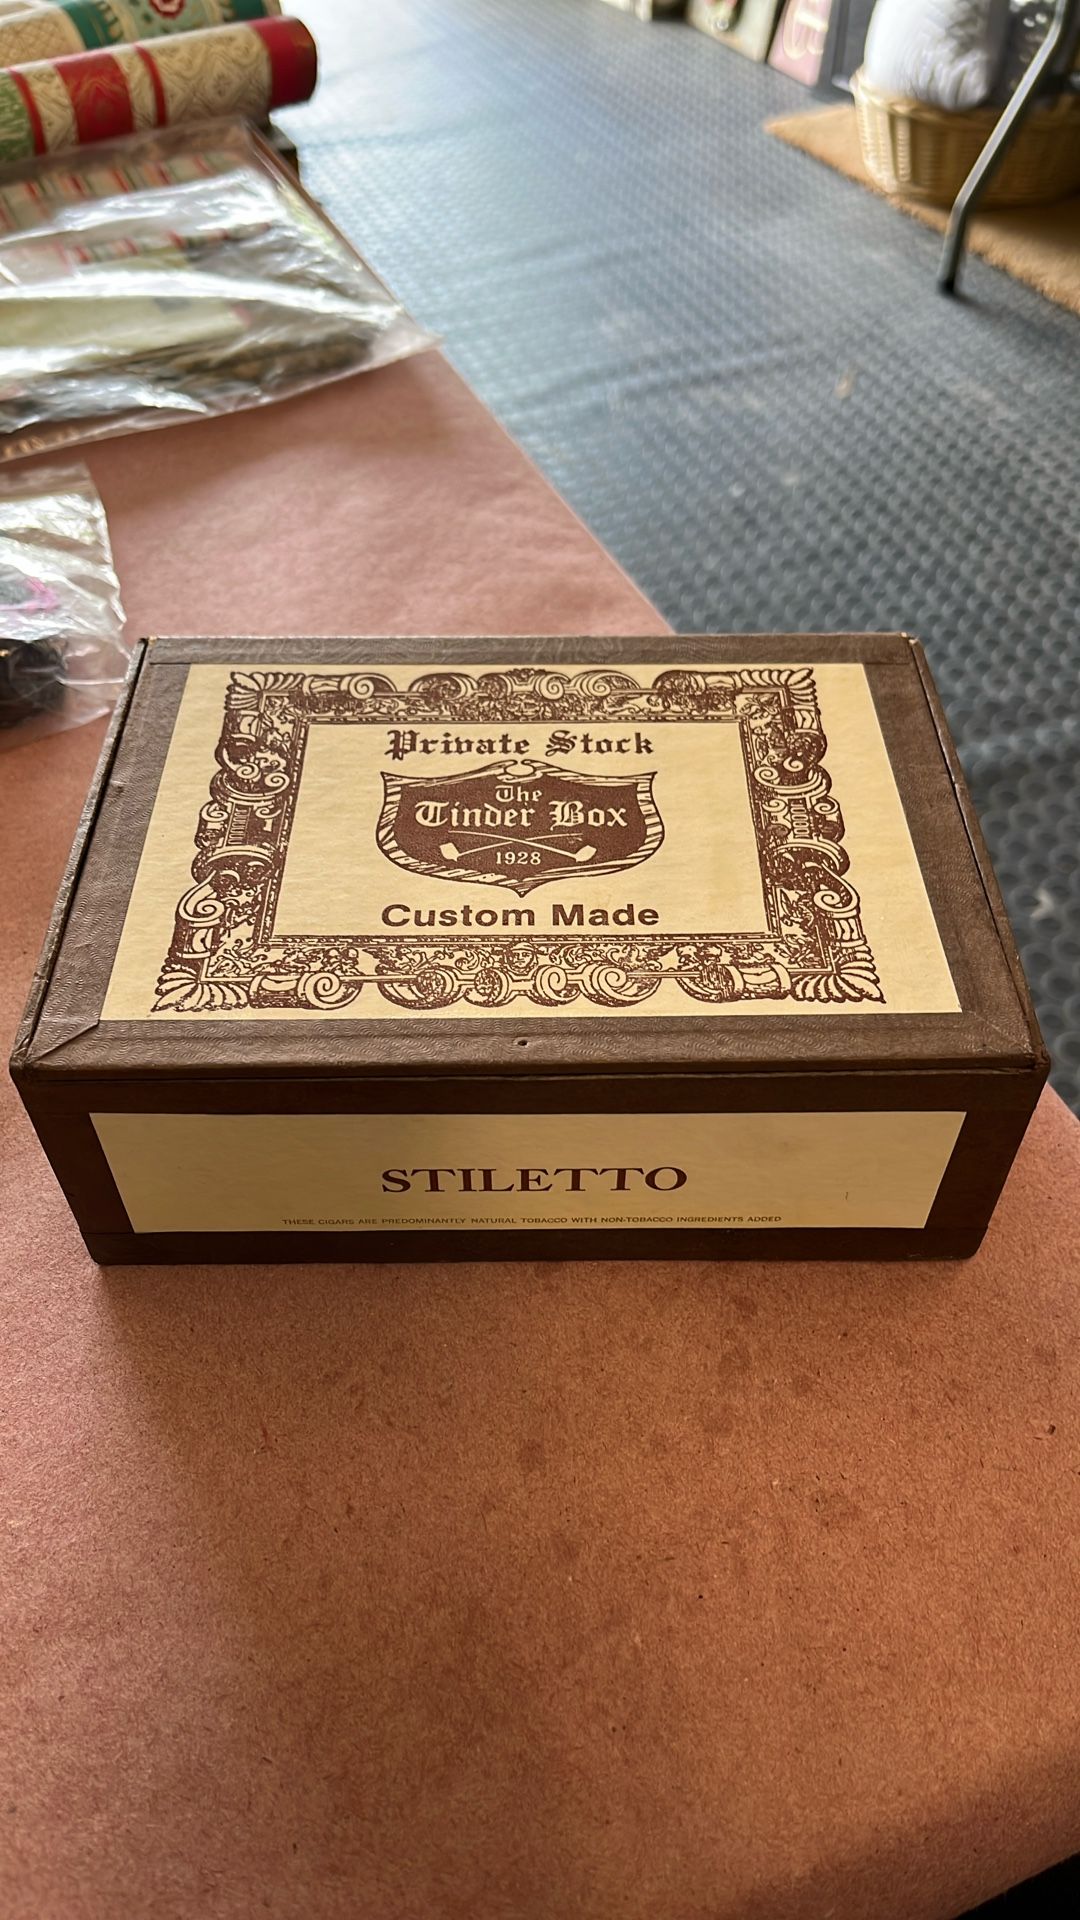 Private Stock
The
Tinder Box
1928
Custom Made
STILETTO
THESE CIGARS ARE PREDOMINANTLY NATURAL TOBACCO WITH NON-TOBACCO INGREDIENTS ADDED